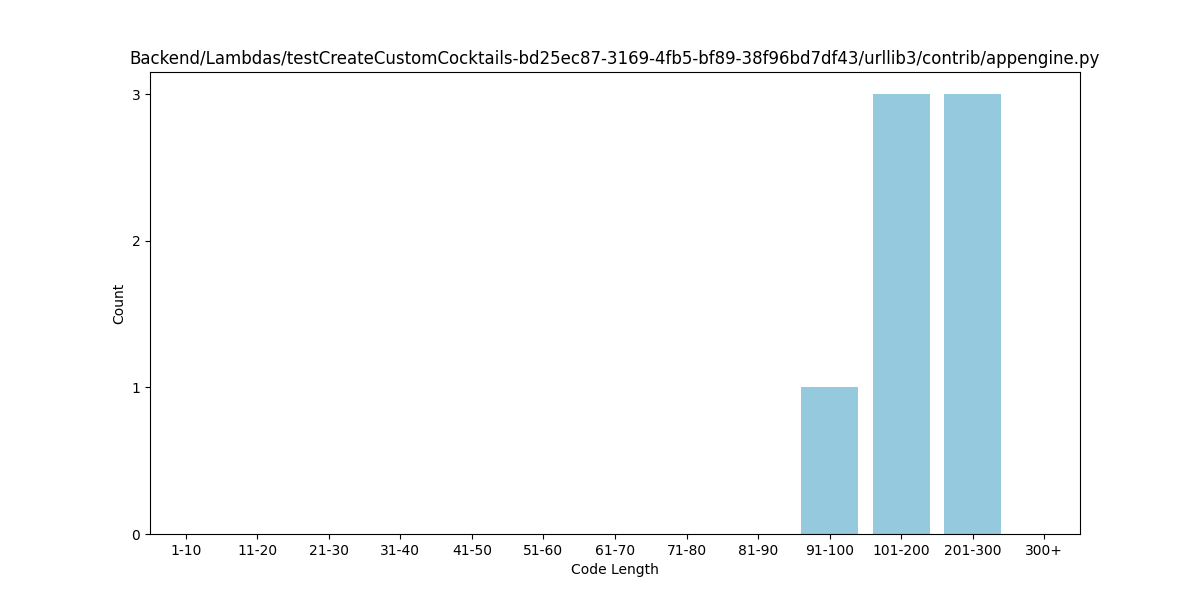 Backend/Lambdas/testCreateCustomCocktails-bd25ec87-3169-4fb5-bf89-38f96bd7df43/urllib3/contrib/appengine.py
3
2
1
0
Count
1-10 11-20 21-30 31-40 41-50 51-60 61-70 71-80 81-90 91-100 101-200 201-300 300+
Code Length